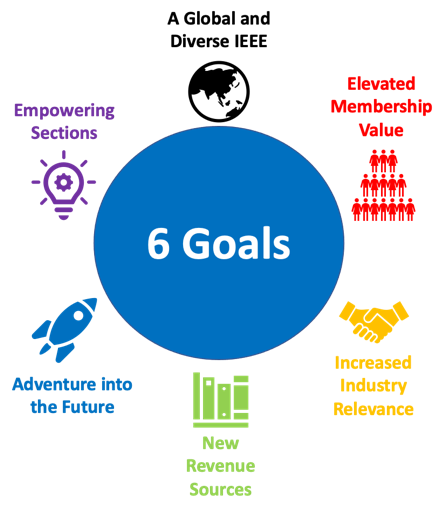 A Global and
Diverse IEEE
Elevated
Membership
Value
Empowering
Sections
6 Goals
Increased
Industry
Relevance
Adventure into
the Future
New
Revenue
Sources